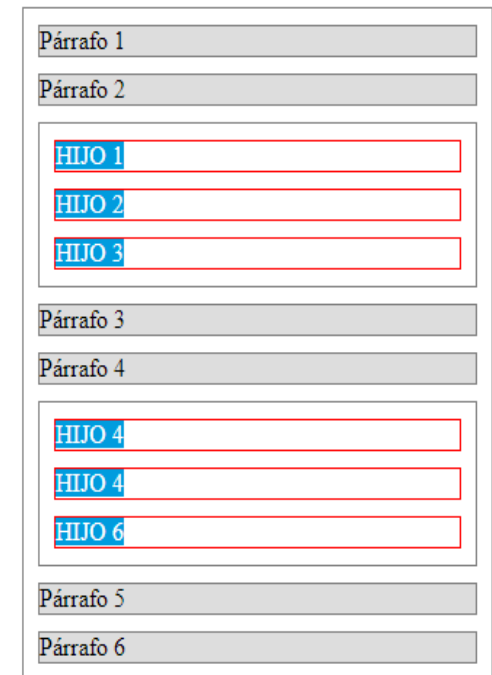 Párrafo 1
Párrafo 2
HIJO 1
HIJO 2
HIJO 3
Párrafo 3
Párrafo 4
HIJO 4
HIJO 4
HIJO 6
Párrafo 5
Párrafo 6